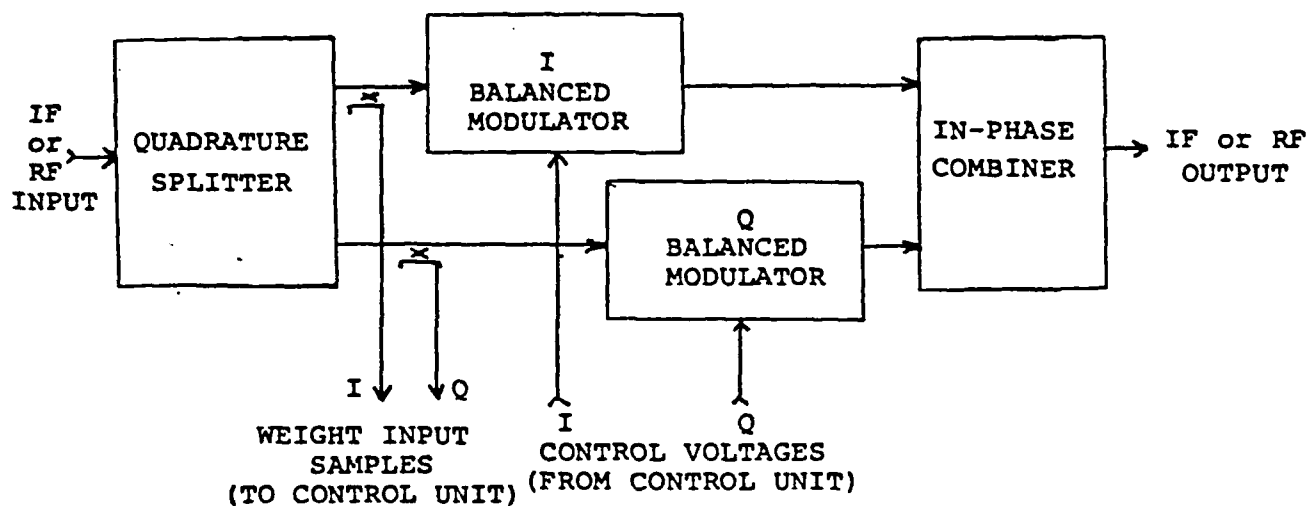 IF
or
RF
INPUT
QUADRATURE
SPLITTER
I
BALANCED
MODULATOR
Q
BALANCED
MODULATOR
IN-PHASE
COMBINER
IF or RF
OUTPUT
I
Q
WEIGHT INPUT
SAMPLES
(TO CONTROL UNIT)
I
Q
CONTROL VOLTAGES
(FROM CONTROL UNIT)